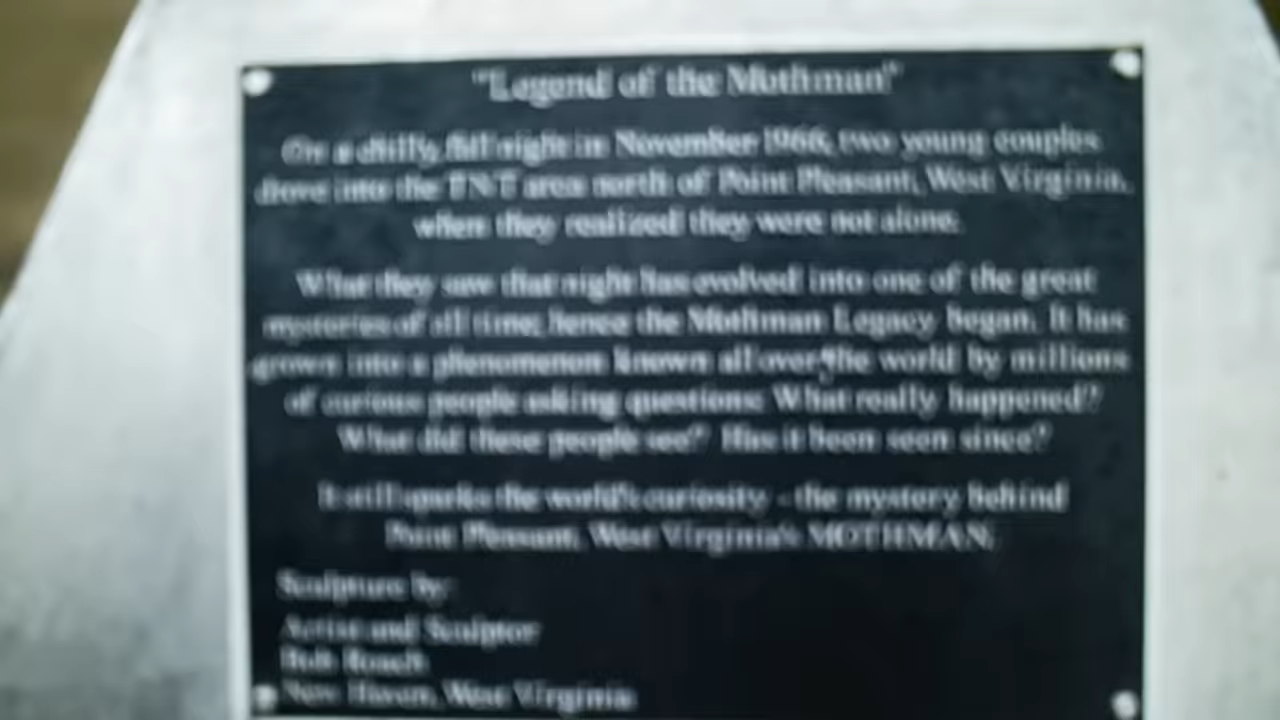 "Legend of the Mothman"
On a chilly, fall night in November 1966, two young couples
drove into the TNT area north of Point Pleasant, West Virginia,
when they realized they were not alone.
What they saw that night has evolved into one of the great
mysteries of all time; hence the Mothman Legacy began. It has
grown into a phenomenon known all over the world by millions
of curious people asking questions: What really happened?
What did these people see? Has it been seen since?
It still sparks the world's curiosity - the mystery behind
Point Pleasant, West Virginia's MOTHMAN.
Sculpture by:
Artist and Sculptor
Bob Roach
New Haven, West Virginia